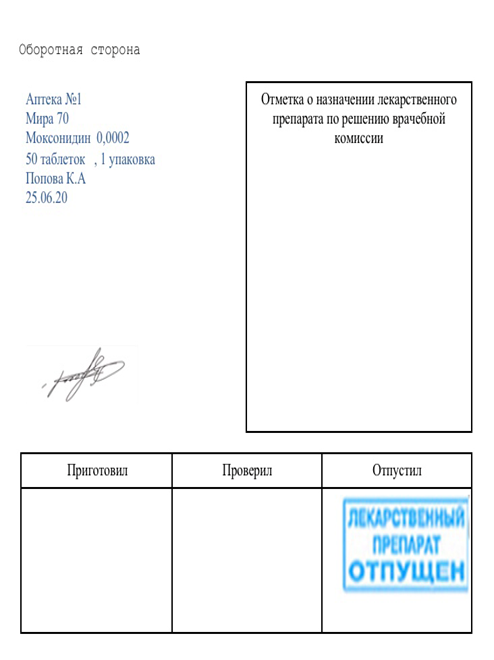 Оборотная сторона
Аптека №1
Мира 70
Моксонидин 0,0002
50 таблеток , 1 упаковка
Попова К.А
25.06.20
Отметка о назначении лекарственного
препарата по решению врачебной
комиссии
Приготовил
Проверил
Отпустил
ЛЕКАРСТВЕННЫЙ
ПРЕПАРАТ
ОТПУЩЕН